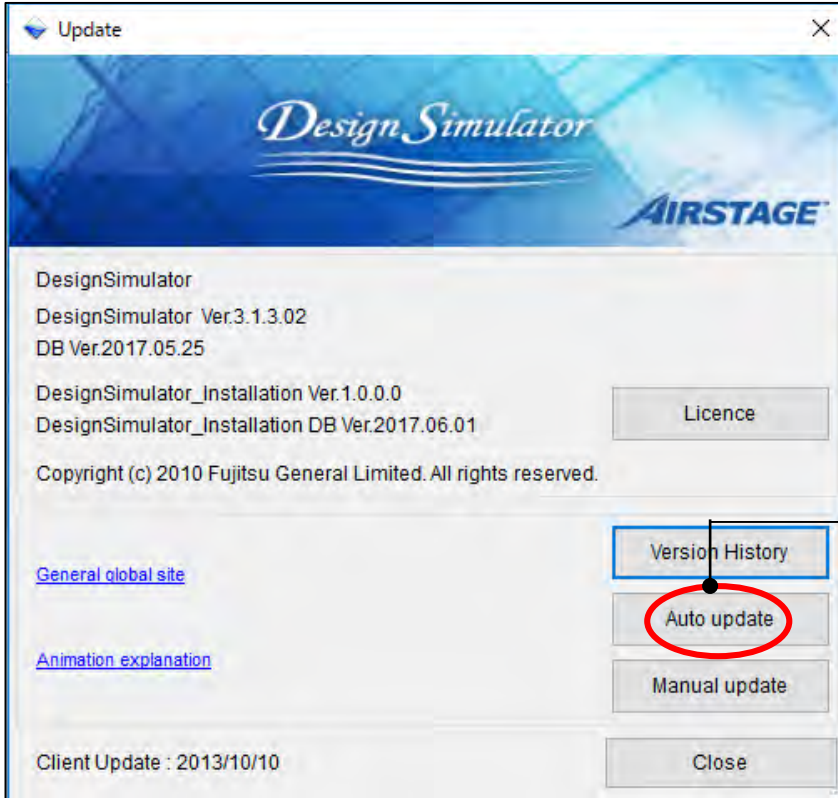 Update
Design Simulator
AIRSTAGE™
DesignSimulator
DesignSimulator Ver.3.1.3.02
DB Ver.2017.05.25
DesignSimulator_Installation Ver.1.0.0.0
DesignSimulator_Installation DB Ver.2017.06.01
Licence
Copyright (c) 2010 Fujitsu General Limited. All rights reserved.
Version History
General global site
Auto update
Animation explanation
Manual update
Client Update : 2013/10/10
Close